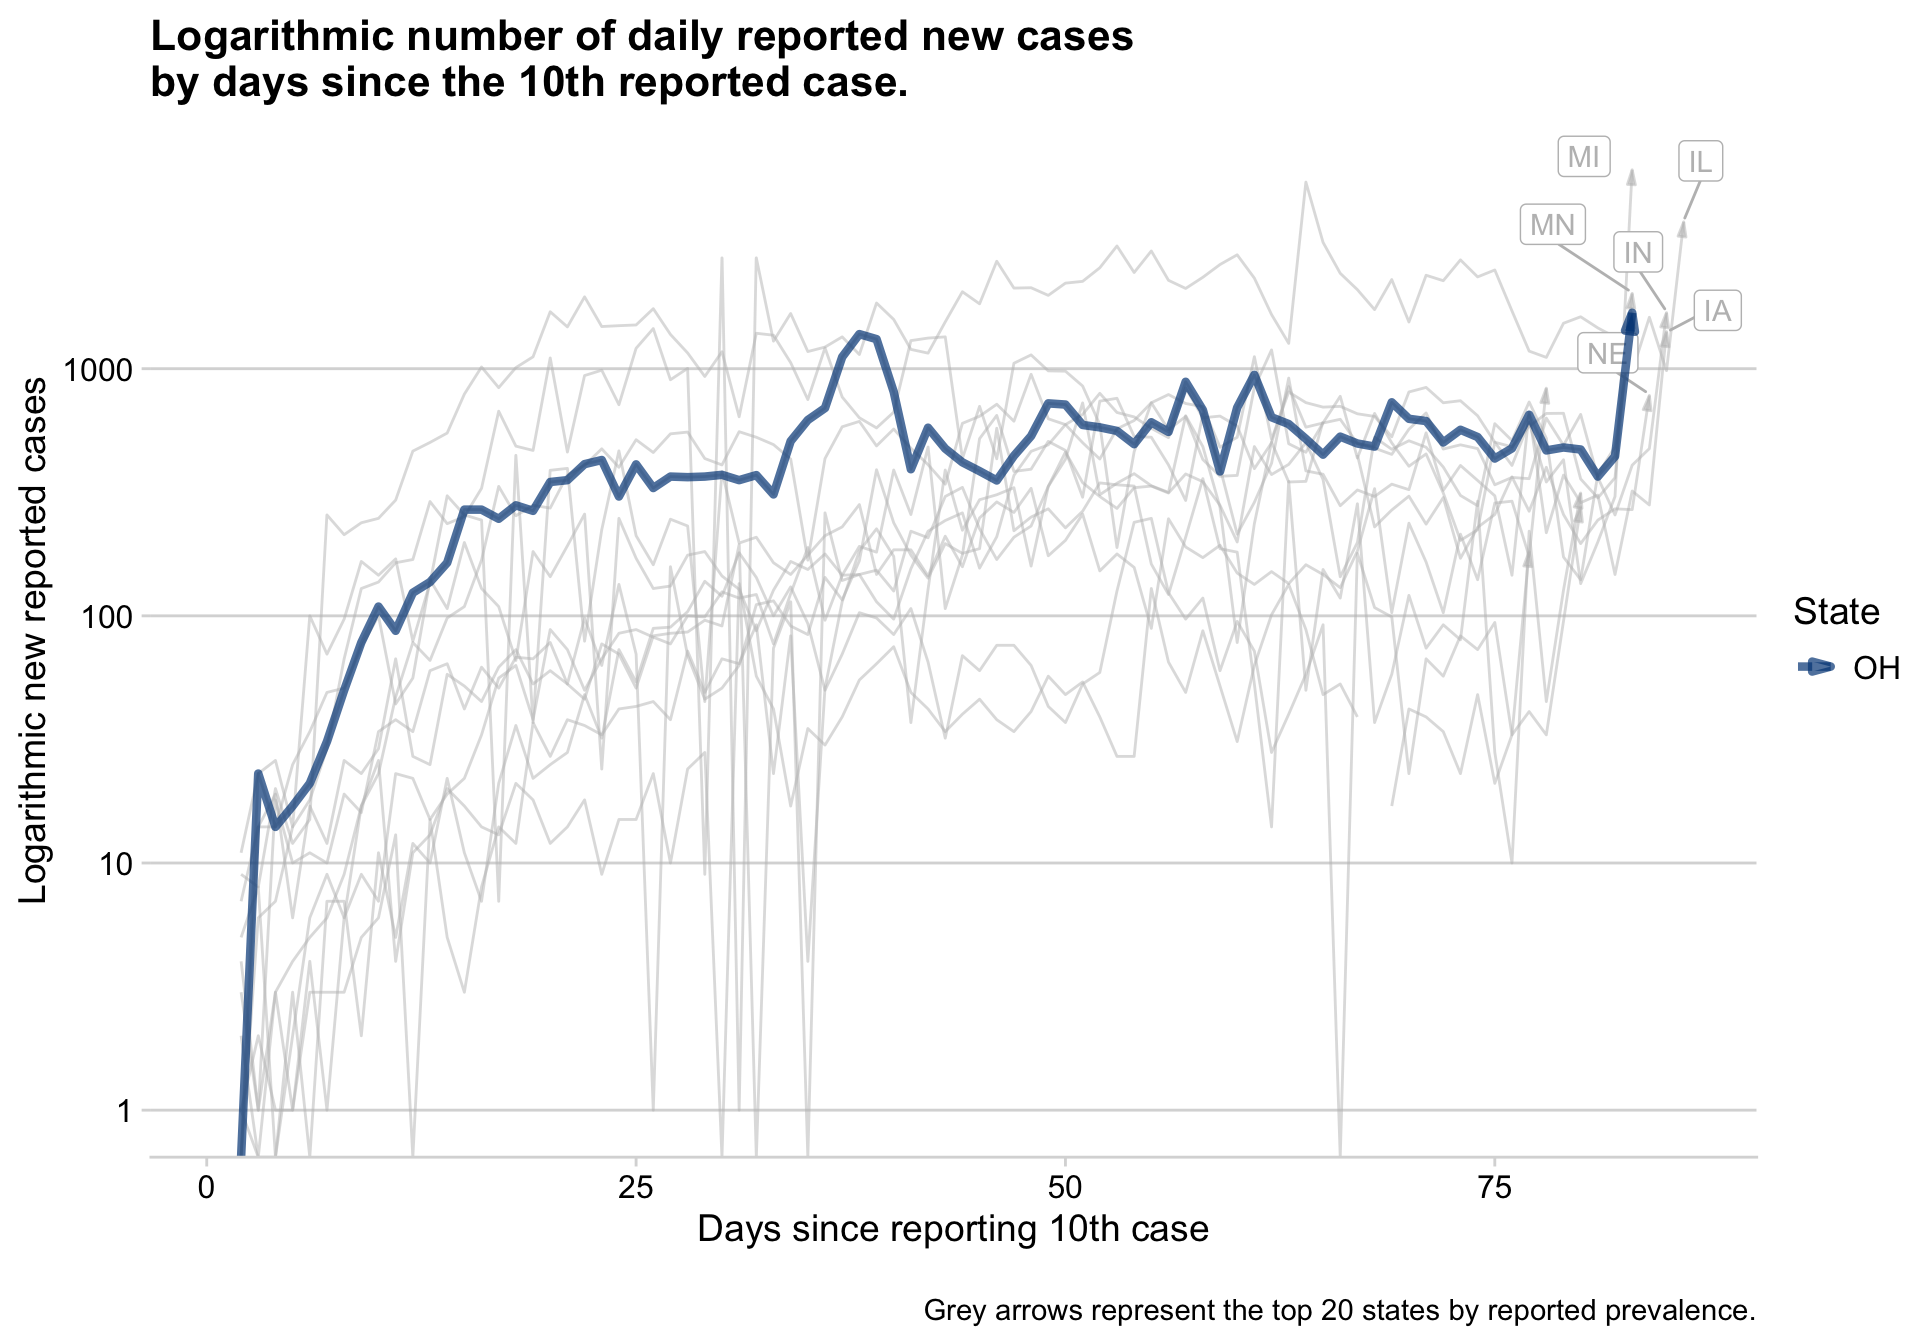 Logarithmic number of daily reported new cases
by days since the 10th reported case.
MI
IL
MN
IN
IA
NE
1000
100
10
1
Logarithmic new reported cases
State
OH
0
25
50
75
Days since reporting 10th case
Grey arrows represent the top 20 states by reported prevalence.